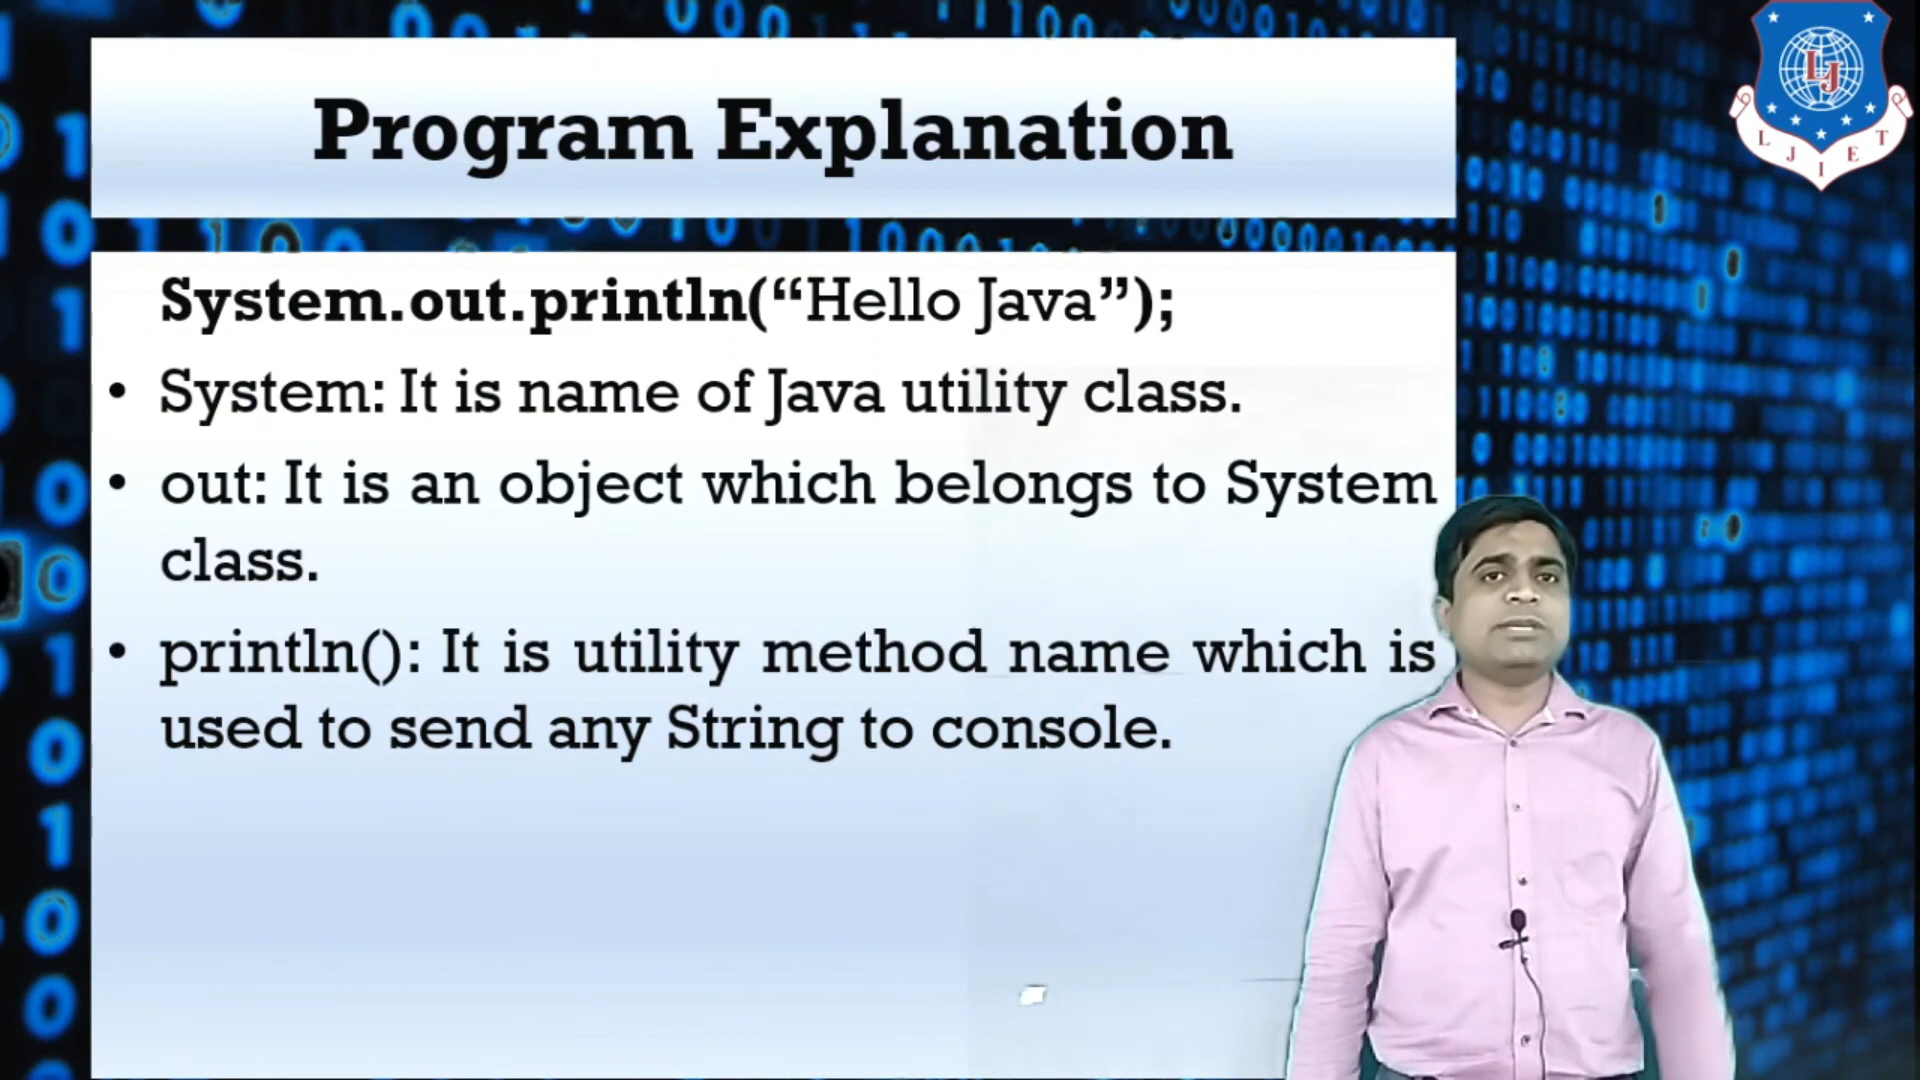 Program Explanation
System.out.println(“Hello Java”);
• System: It is name of Java utility class.
• out: It is an object which belongs to System
class.
• println(): It is utility method name which is
used to send any String to console.
LJ
LJIET